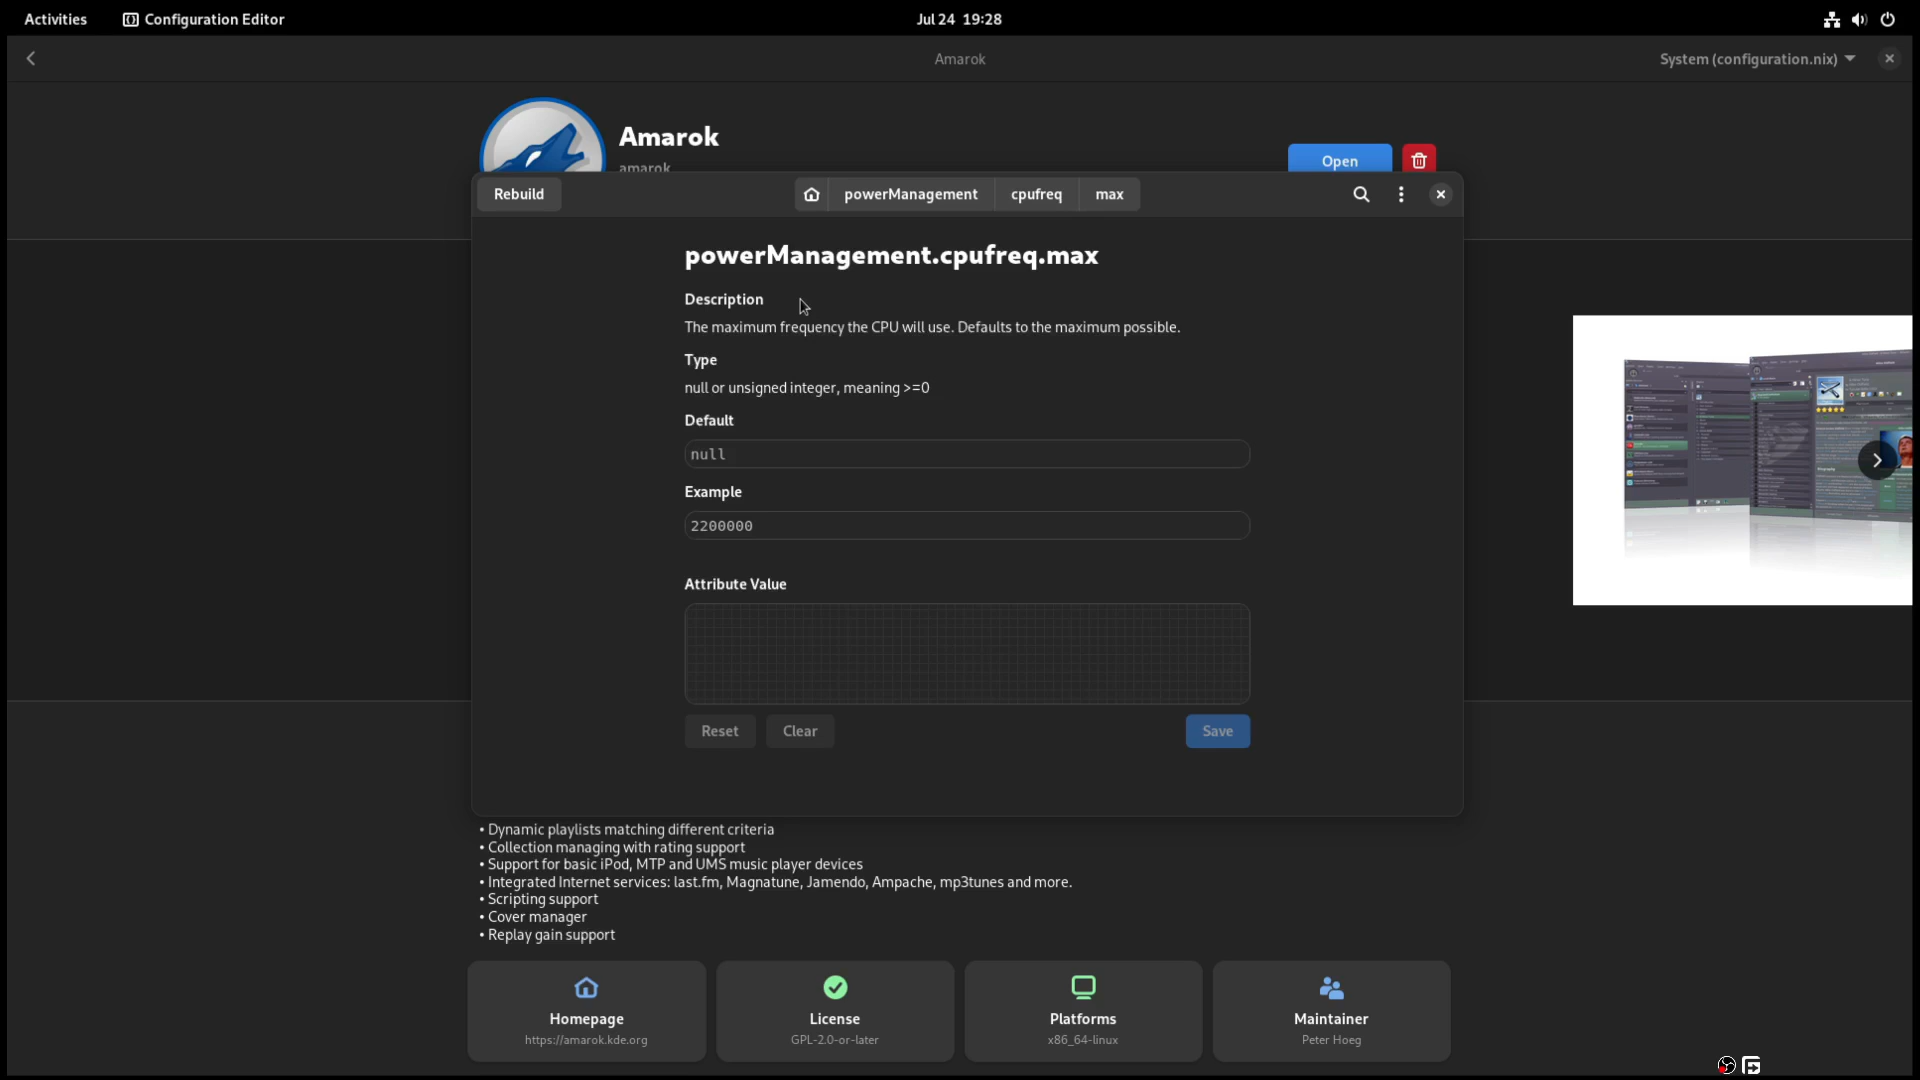 Activities
Configuration Editor
Jul 24 19:28
Amarok
System (configuration.nix)
Amarok
amarok
Open
Rebuild
powerManagement
cpufreq
max
powerManagement.cpufreq.max
Description
The maximum frequency the CPU will use. Defaults to the maximum possible.
Type
null or unsigned integer, meaning >=0
Default
null
Example
2200000
Attribute Value
Reset
Clear
Save
• Dynamic playlists matching different criteria
• Collection managing with rating support
• Support for basic iPod, MTP and UMS music player devices
• Integrated Internet services: last.fm, Magnatune, Jamendo, Ampache, mp3tunes and more.
• Scripting support
• Cover manager
• Replay gain support
Homepage
https://amarok.kde.org
License
GPL-2.0-or-later
Platforms
x86_64-linux
Maintainer
Peter Hoeg